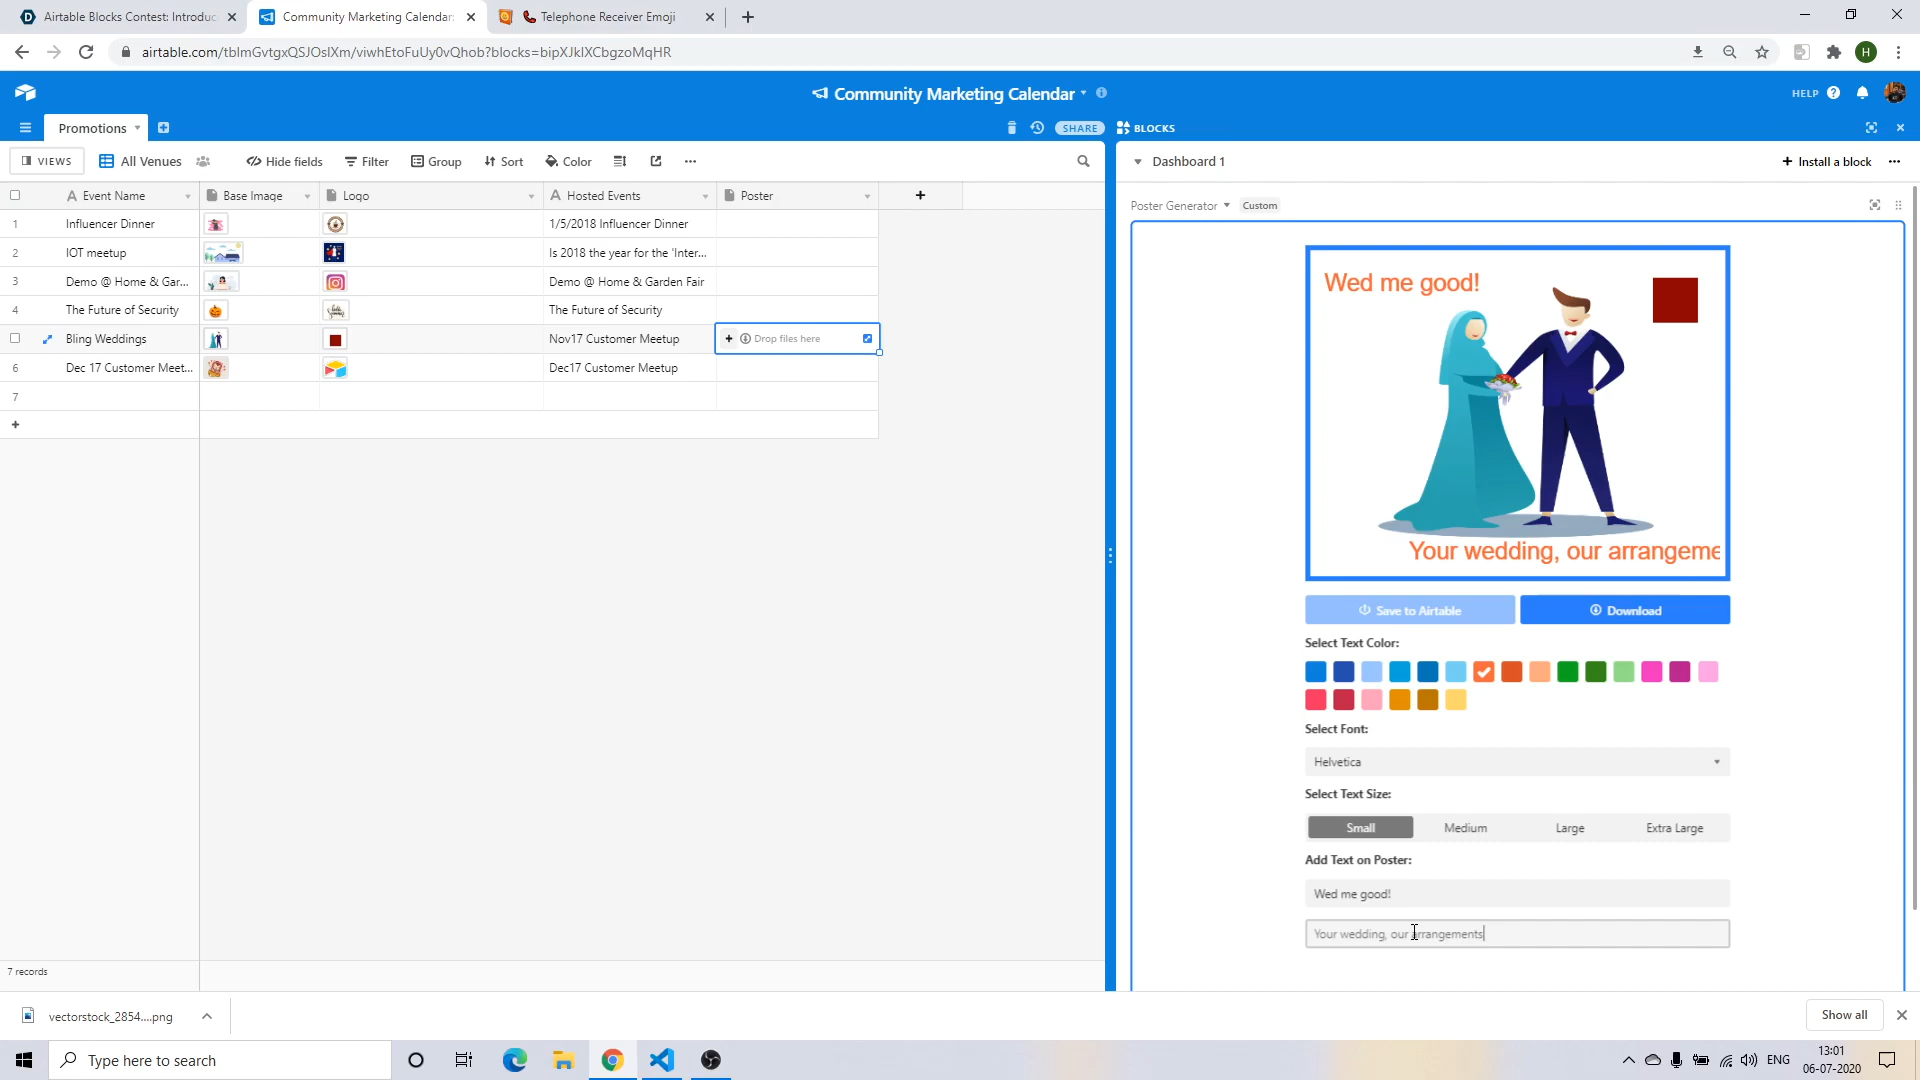 Airtable Blocks Contest: Introduc
Community Marketing Calendar:
Telephone Receiver Emoji
airtable.com/tblmGvtgxQSJOslXm/viwhEtoFuUy0vQhob?blocks=bipXJkIXCbgzoMqHR
H
Community Marketing Calendar
HELP
Promotions
SHARE
BLOCKS
VIEWS
All Venues
Hide fields
Filter
Group
Sort
Color
Dashboard 1
Install a block
Event Name
Base Image
Logo
Hosted Events
Poster
Poster Generator
Custom
1 Influencer Dinner 1/5/2018 Influencer Dinner
2 IOT meetup Is 2018 the year for the 'Inter...
3 Demo @ Home & Gar... Demo @ Home & Garden Fair
4 The Future of Security The Future of Security
Bling Weddings Nov17 Customer Meetup Drop files here
6 Dec 17 Customer Meet... Dec17 Customer Meetup
7
Wed me good!
Your wedding, our arrangeme
Save to Airtable
Download
Select Text Color:
Select Font:
Helvetica
Select Text Size:
Small
Medium
Large
Extra Large
Add Text on Poster:
Wed me good!
Your wedding, our arrangements
7 records
vectorstock_2854....png
Show all
Type here to search
ENG
13:01
06-07-2020